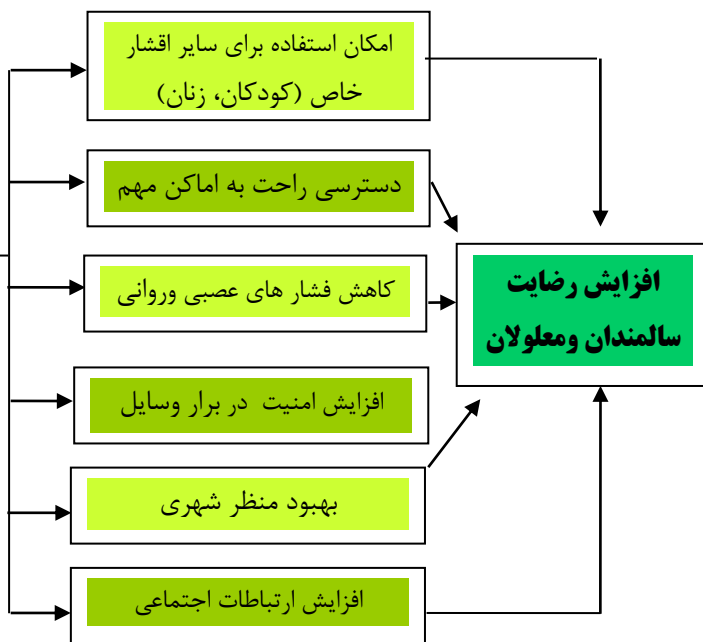 امکان استفاده برای سایر اقشار
خاص (کودکان، زنان)
دسترسی راحت به اماکن مهم
کاهش فشار های عصبی وروانی
افزایش امنیت در برار وسایل
بهبود منظر شهری
افزایش ارتباطات اجتماعی
افزایش رضایت
سالمندان ومعلولان